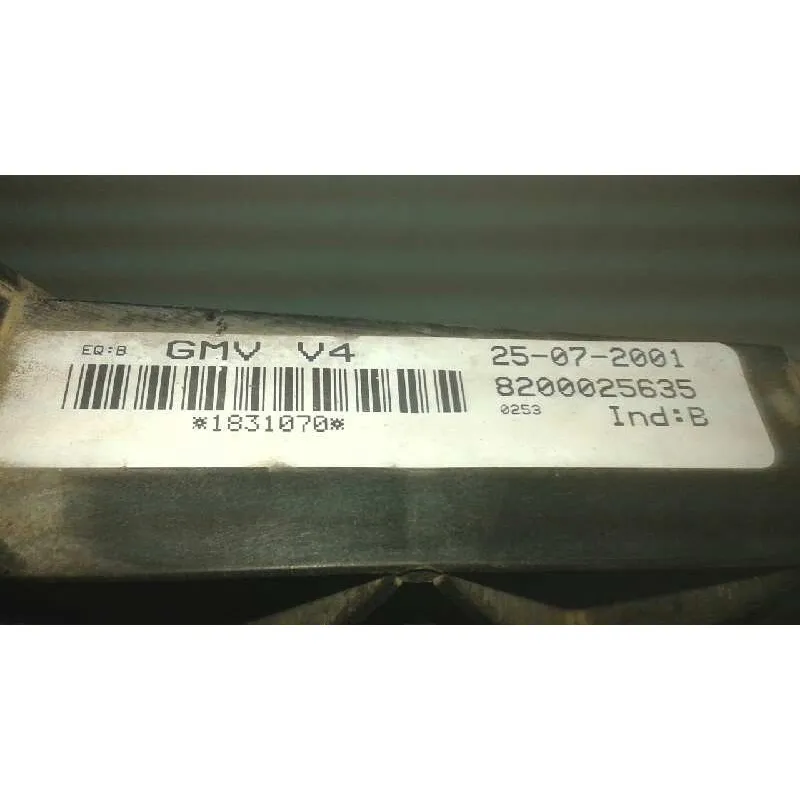 EQ:B GMV V4 25-07-2001
8200025635
*1831070* 0253 Ind:B